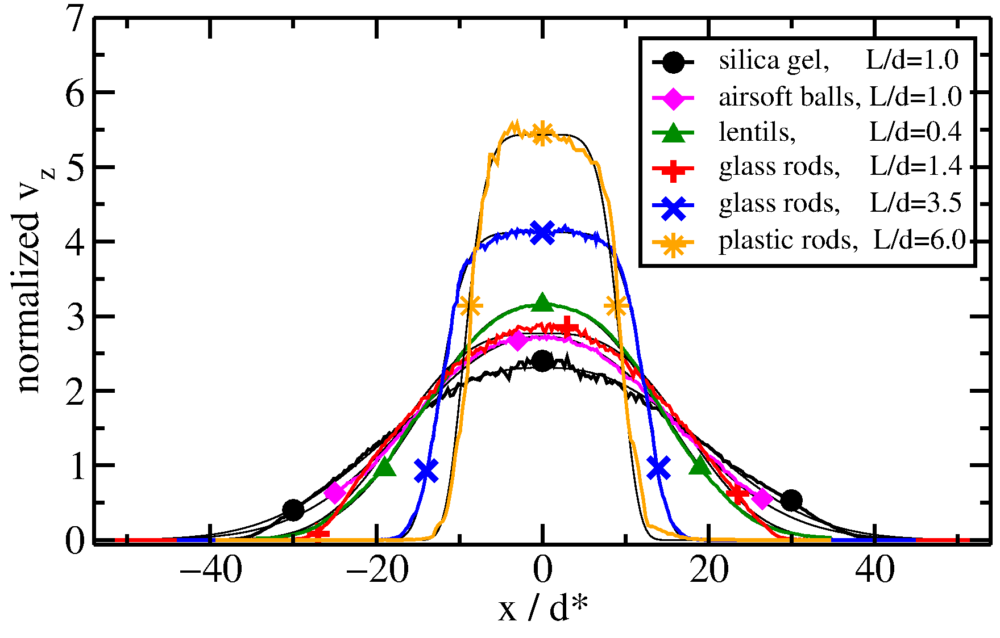 7
6
5
4
3
2
1
0
normalized v_z
silica gel, L/d=1.0
airsoft balls, L/d=1.0
lentils, L/d=0.4
glass rods, L/d=1.4
glass rods, L/d=3.5
plastic rods, L/d=6.0
−40 −20 0 20 40
x / d*